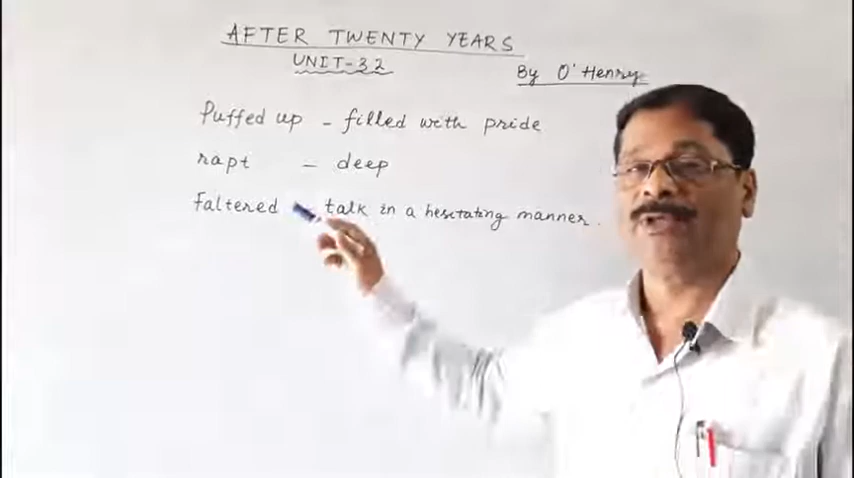 AFTER TWENTY YEARS
UNIT-32
By O'Henry
Puffed up - filled with pride
rapt - deep
faltered - talk in a hesitating manner.